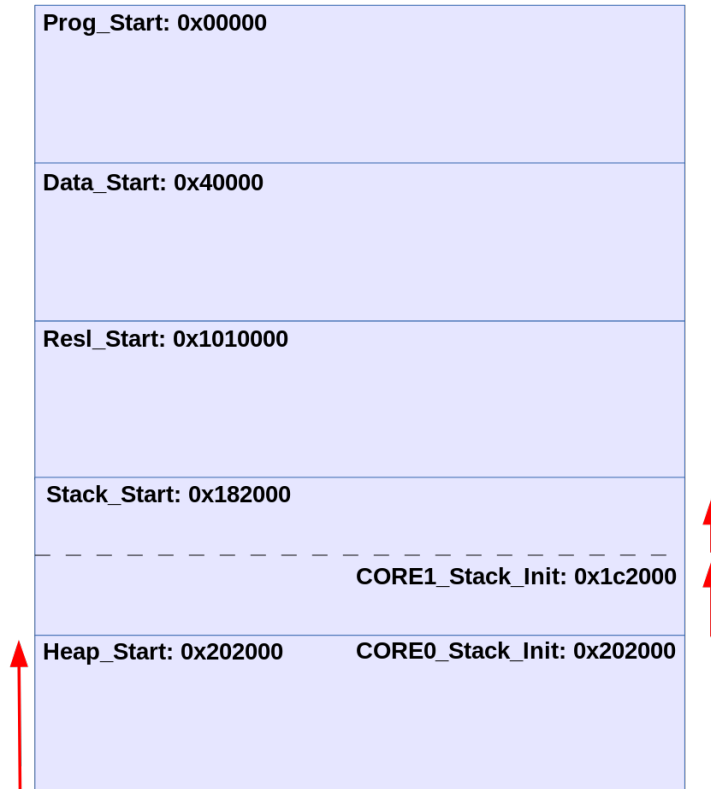 Prog_Start: 0x00000
Data_Start: 0x40000
Resl_Start: 0x1010000
Stack_Start: 0x182000
CORE1_Stack_Init: 0x1c2000
Heap_Start: 0x202000 CORE0_Stack_Init: 0x202000